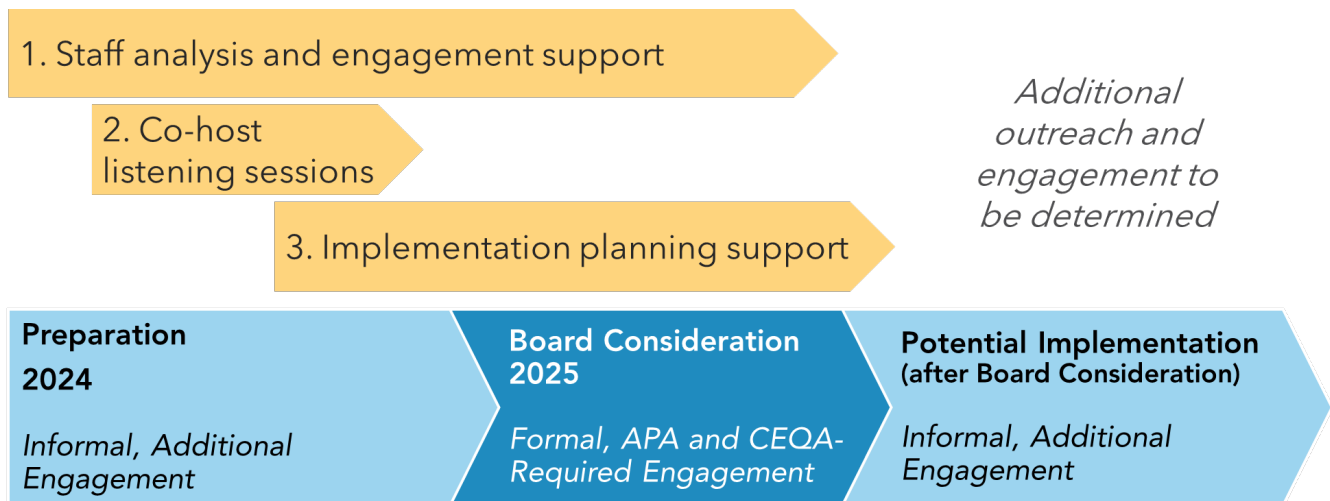 1. Staff analysis and engagement support
2. Co-host
listening sessions
3. Implementation planning support
Additional
outreach and
engagement to
be determined
Preparation
2024
Informal, Additional
Engagement
Board Consideration
2025
Formal, APA and CEQA-
Required Engagement
Potential Implementation
(after Board Consideration)
Informal, Additional
Engagement